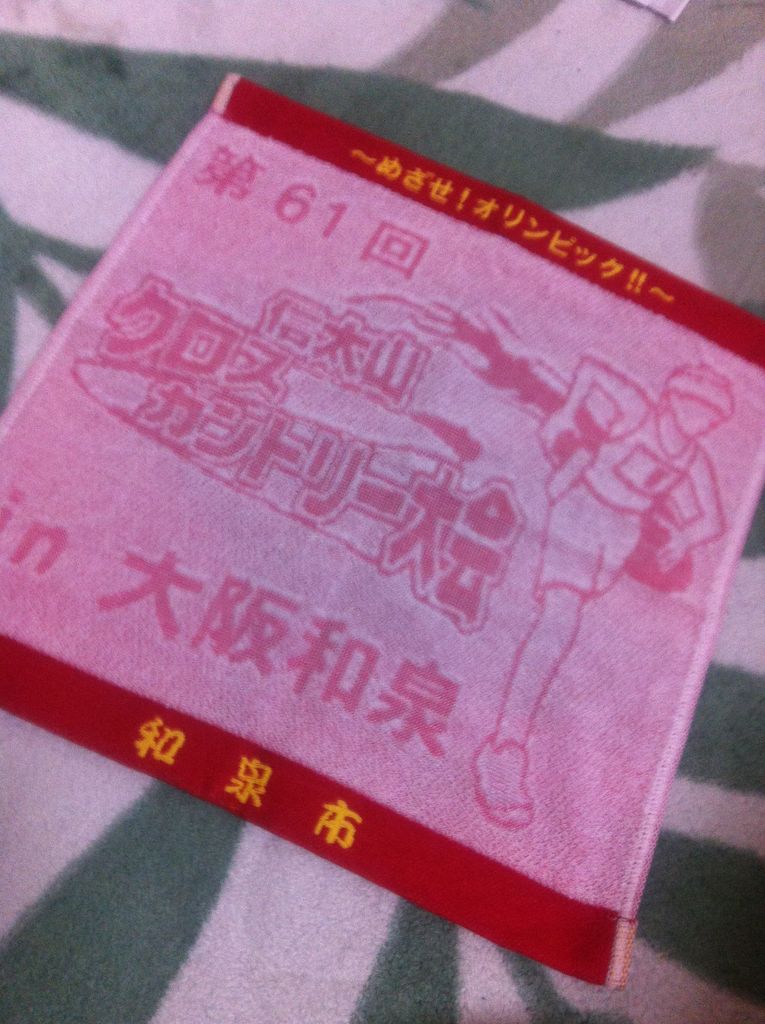 ～めざせ！オリンピック!!～
第61回
信太山
クロス
カントリー大会
in 大阪和泉
和泉市